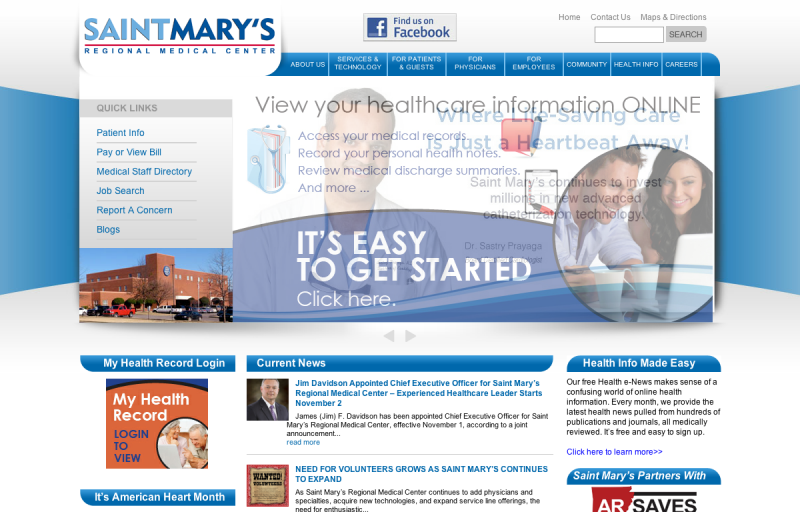 SAINT MARY'S
REGIONAL MEDICAL CENTER
Find us on
Facebook
Home
Contact Us
Maps & Directions
SEARCH
ABOUT US
SERVICES &
TECHNOLOGY
FOR PATIENTS
& GUESTS
FOR
PHYSICIANS
FOR
EMPLOYEES
COMMUNITY
HEALTH INFO
CAREERS
QUICK LINKS
Patient Info
Pay or View Bill
Medical Staff Directory
Job Search
Report A Concern
Blogs
View your healthcare information ONLINE
Where Life-Saving Care
is Just a Heartbeat Away!
Access your medical records.
Record your personal health notes.
Review medical discharge summaries.
And more ...
Saint Mary's continues to invest
millions in new advanced
catheterization technology.
Dr. Sastry Prayaga
IT'S EASY
TO GET STARTED
Click here.
My Health Record Login
My Health
Record
LOGIN
TO
VIEW
It's American Heart Month
Current News
Jim Davidson Appointed Chief Executive Officer for Saint Mary's
Regional Medical Center – Experienced Healthcare Leader Starts
November 2
James (Jim) F. Davidson has been appointed Chief Executive Officer for Saint
Mary's Regional Medical Center, effective November 1, according to a joint
announcement...
read more
WANTED
VOLUNTEERS
NEED FOR VOLUNTEERS GROWS AS SAINT MARY'S CONTINUES
TO EXPAND
As Saint Mary's Regional Medical Center continues to add physicians and
specialties, acquire new technologies, and expand service line offerings, the
need for enthusiastic...
Health Info Made Easy
Our free Health e-News makes sense of a
confusing world of online health
information. Every month, we provide the
latest health news pulled from hundreds of
publications and journals, all medically
reviewed. It's free and easy to sign up.
Click here to learn more>>
Saint Mary's Partners With
AR SAVES